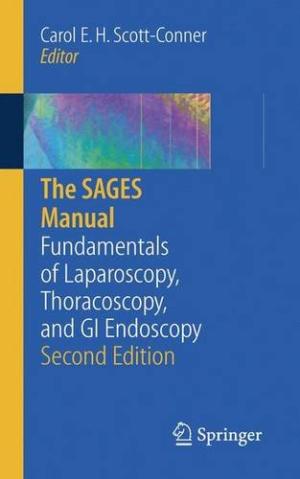 Carol E. H. Scott-Conner
Editor
The SAGES
Manual
Fundamentals
of Laparoscopy,
Thoracoscopy,
and GI Endoscopy
Second Edition
Springer